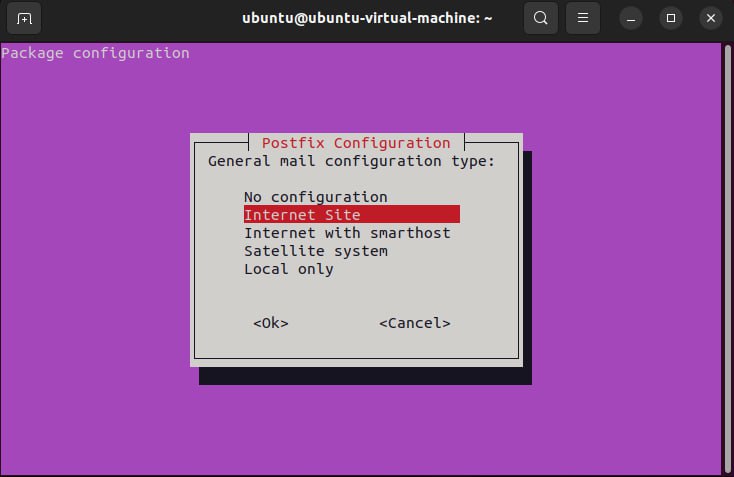 ubuntu@ubuntu-virtual-machine: ~
Package configuration
Postfix Configuration
General mail configuration type:
No configuration
Internet Site
Internet with smarthost
Satellite system
Local only
<Ok> <Cancel>